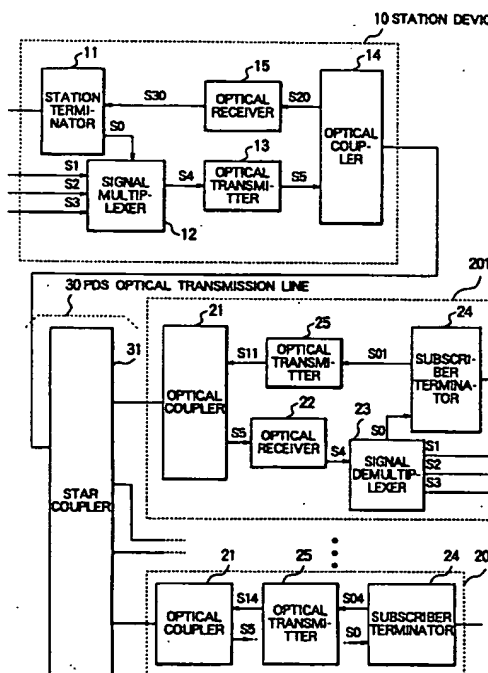 10 STATION DEVICE
11
15
14
STATION
TERMI-
NATOR
S30
OPTICAL
RECEIVER
S20
OPTICAL
COUP-
LER
S0
13
S1
S2
S3
SIGNAL
MULTIP-
LEXER
S4
OPTICAL
TRANSMI-
TTER
S5
12
30 PDS OPTICAL TRANSMISSION LINE
201
31
21
25
24
S11
OPTICAL
TRANSMI-
TTER
S01
SUBSCRI-
BER
TERMINATOR
OPTICAL
COUPLER
22
23
S0
S5
OPTICAL
RECEIVER
S4
SIGNAL
DEMULTIP-
LEXER
S1
S2
S3
STAR
COUPLER
21
25
24
20
OPTICAL
COUPLER
S14
S5
OPTICAL
TRANSMI-
TTER
S04
S0
SUBSCRIBER
TERMINATOR